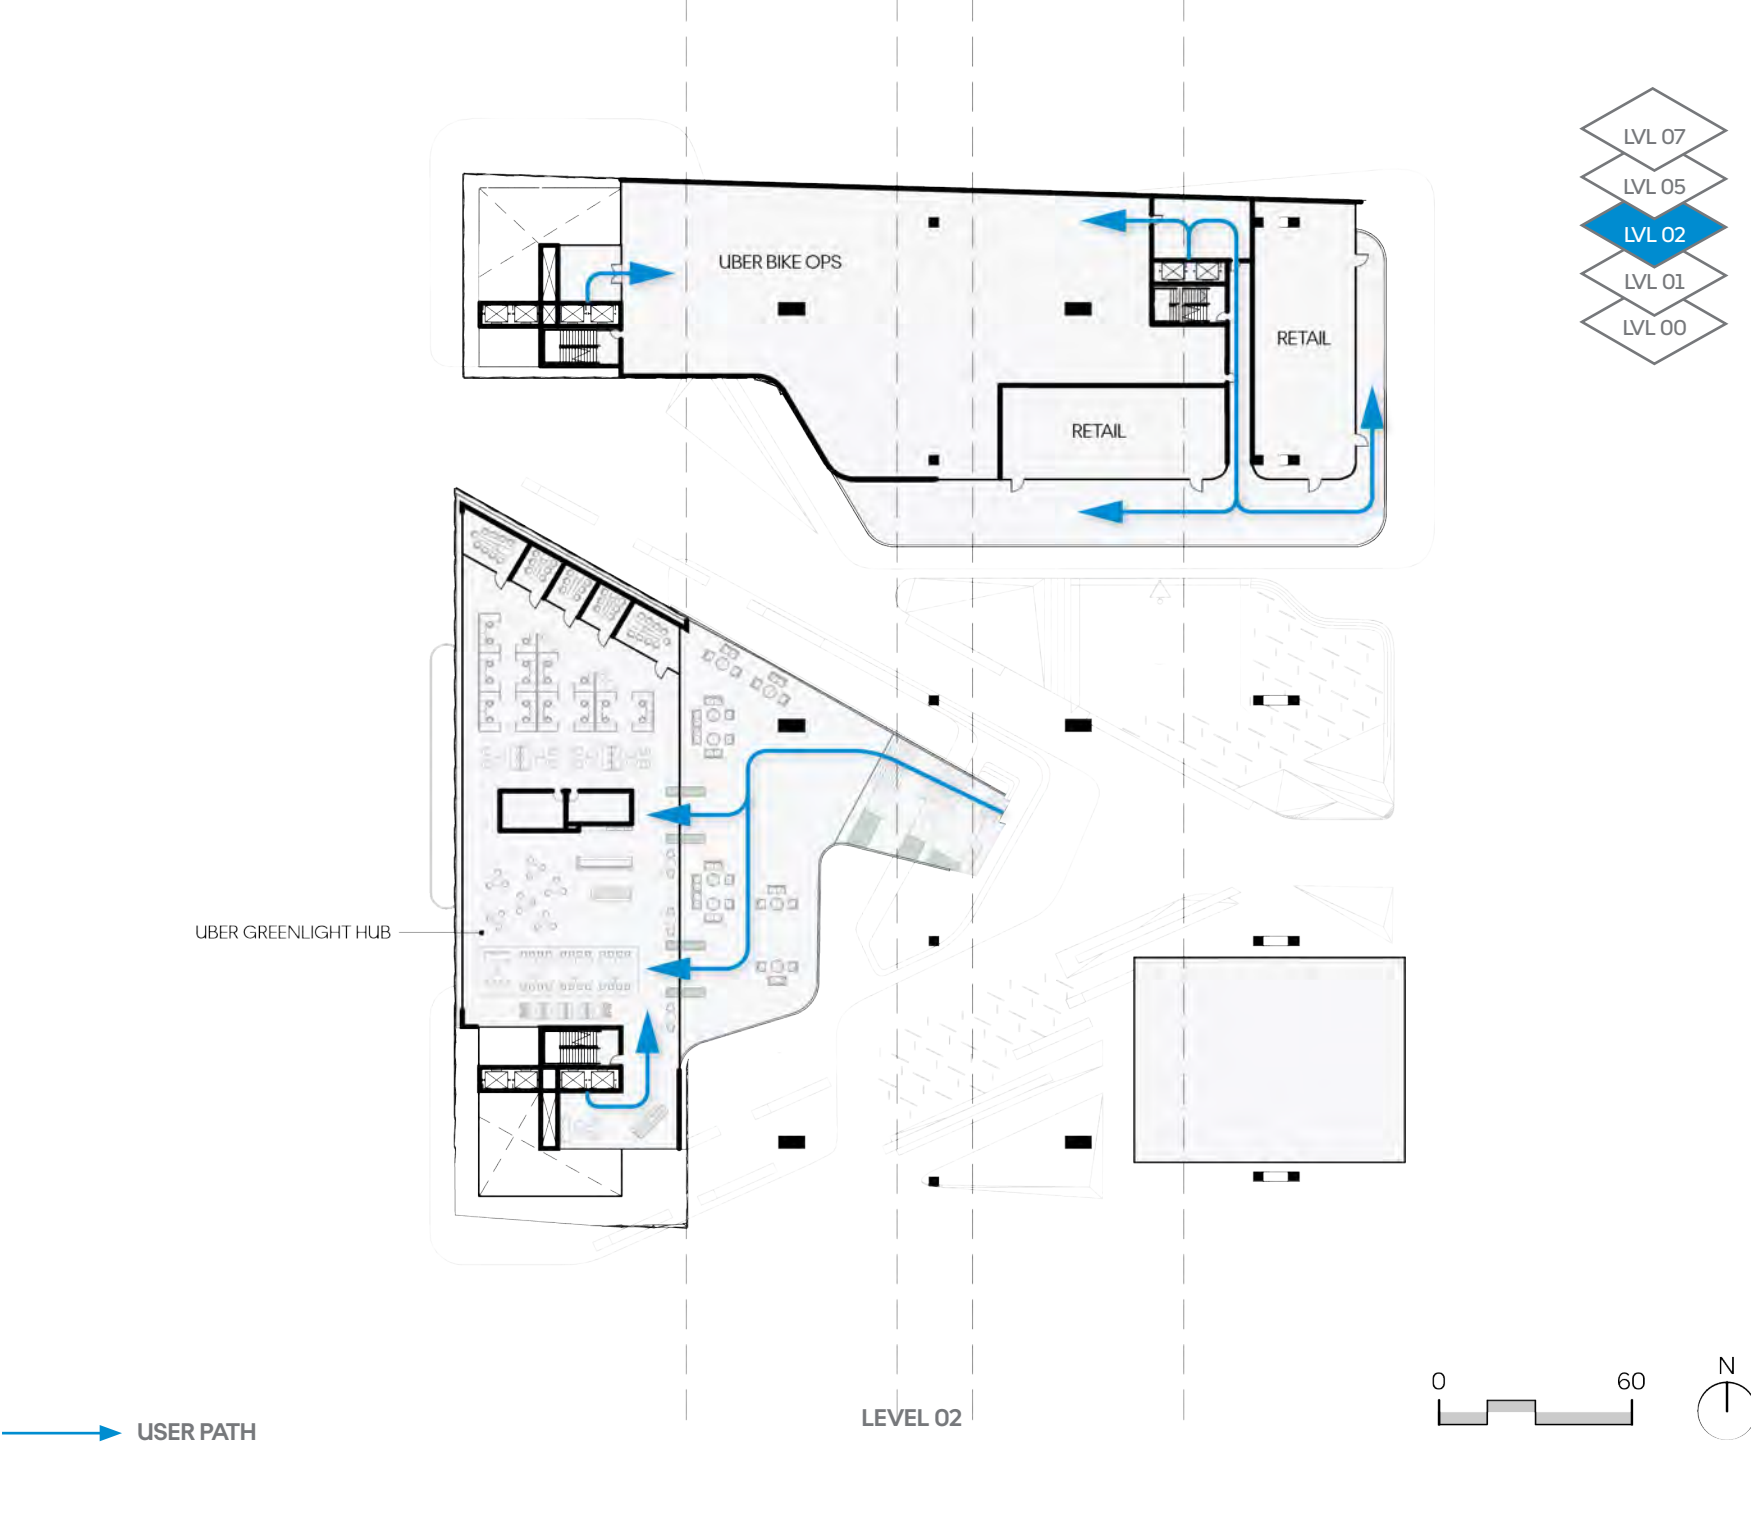 LVL 07
LVL 05
LVL 02
LVL 01
LVL 00
UBER BIKE OPS
RETAIL
RETAIL
UBER GREENLIGHT HUB
N
0 60
LEVEL 02
USER PATH